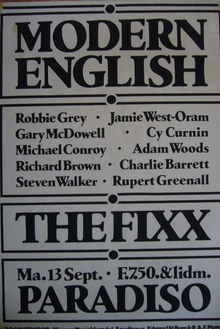 MODERN
ENGLISH
Robbie Grey · Jamie West-Oram
Gary McDowell · Cy Curnin
Michael Conroy · Adam Woods
Richard Brown · Charlie Barrett
Steven Walker · Rupert Greenall
THE FIXX
Ma. 13 Sept. · F.7.50. & lidm.
PARADISO